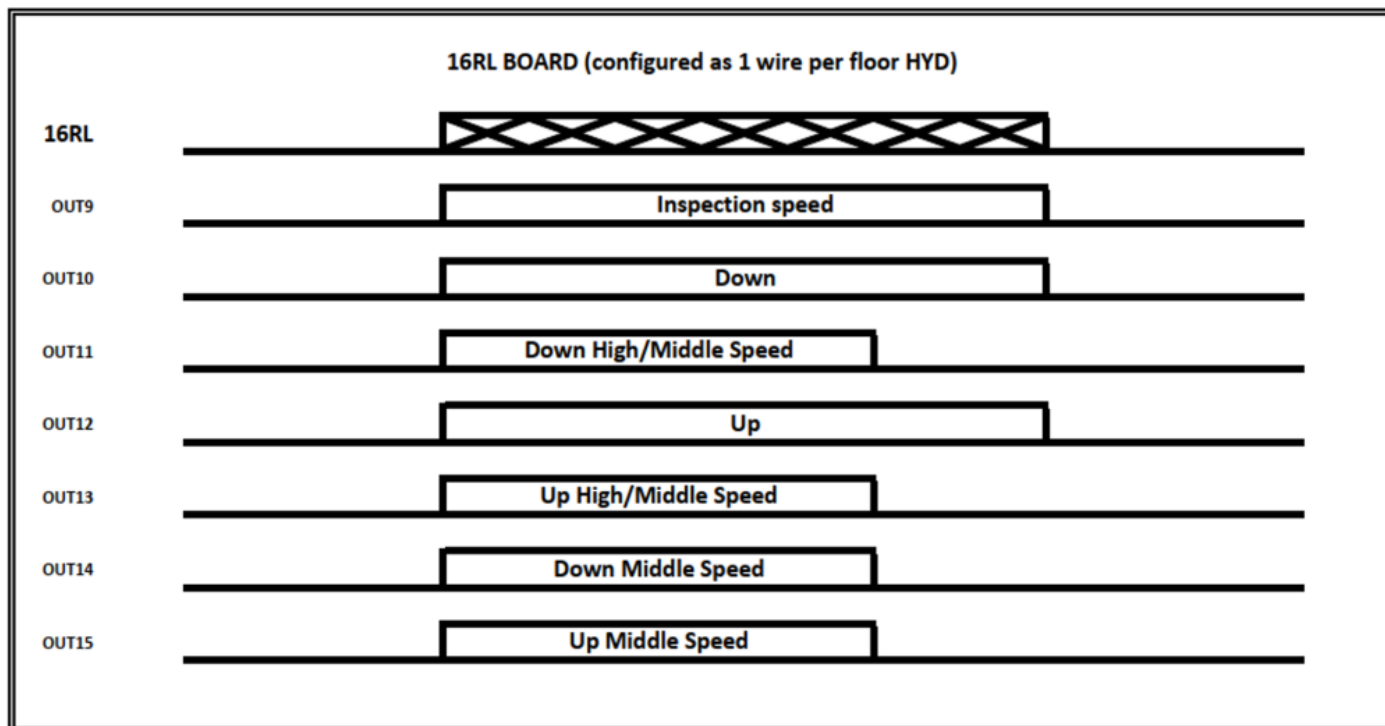 16RL BOARD (configured as 1 wire per floor HYD)
16RL
OUT9 Inspection speed
OUT10 Down
OUT11 Down High/Middle Speed
OUT12 Up
OUT13 Up High/Middle Speed
OUT14 Down Middle Speed
OUT15 Up Middle Speed